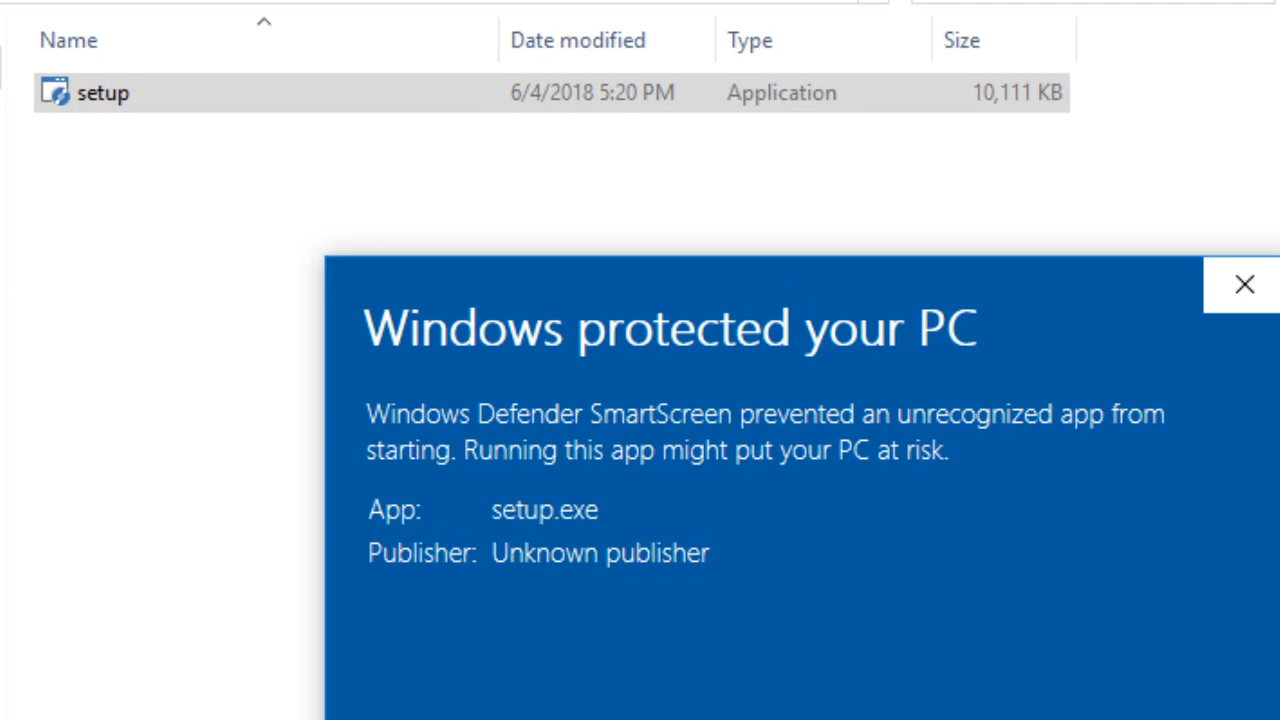 Name Date modified Type Size
setup 6/4/2018 5:20 PM Application 10,111 KB
Windows protected your PC
Windows Defender SmartScreen prevented an unrecognized app from
starting. Running this app might put your PC at risk.
App: setup.exe
Publisher: Unknown publisher